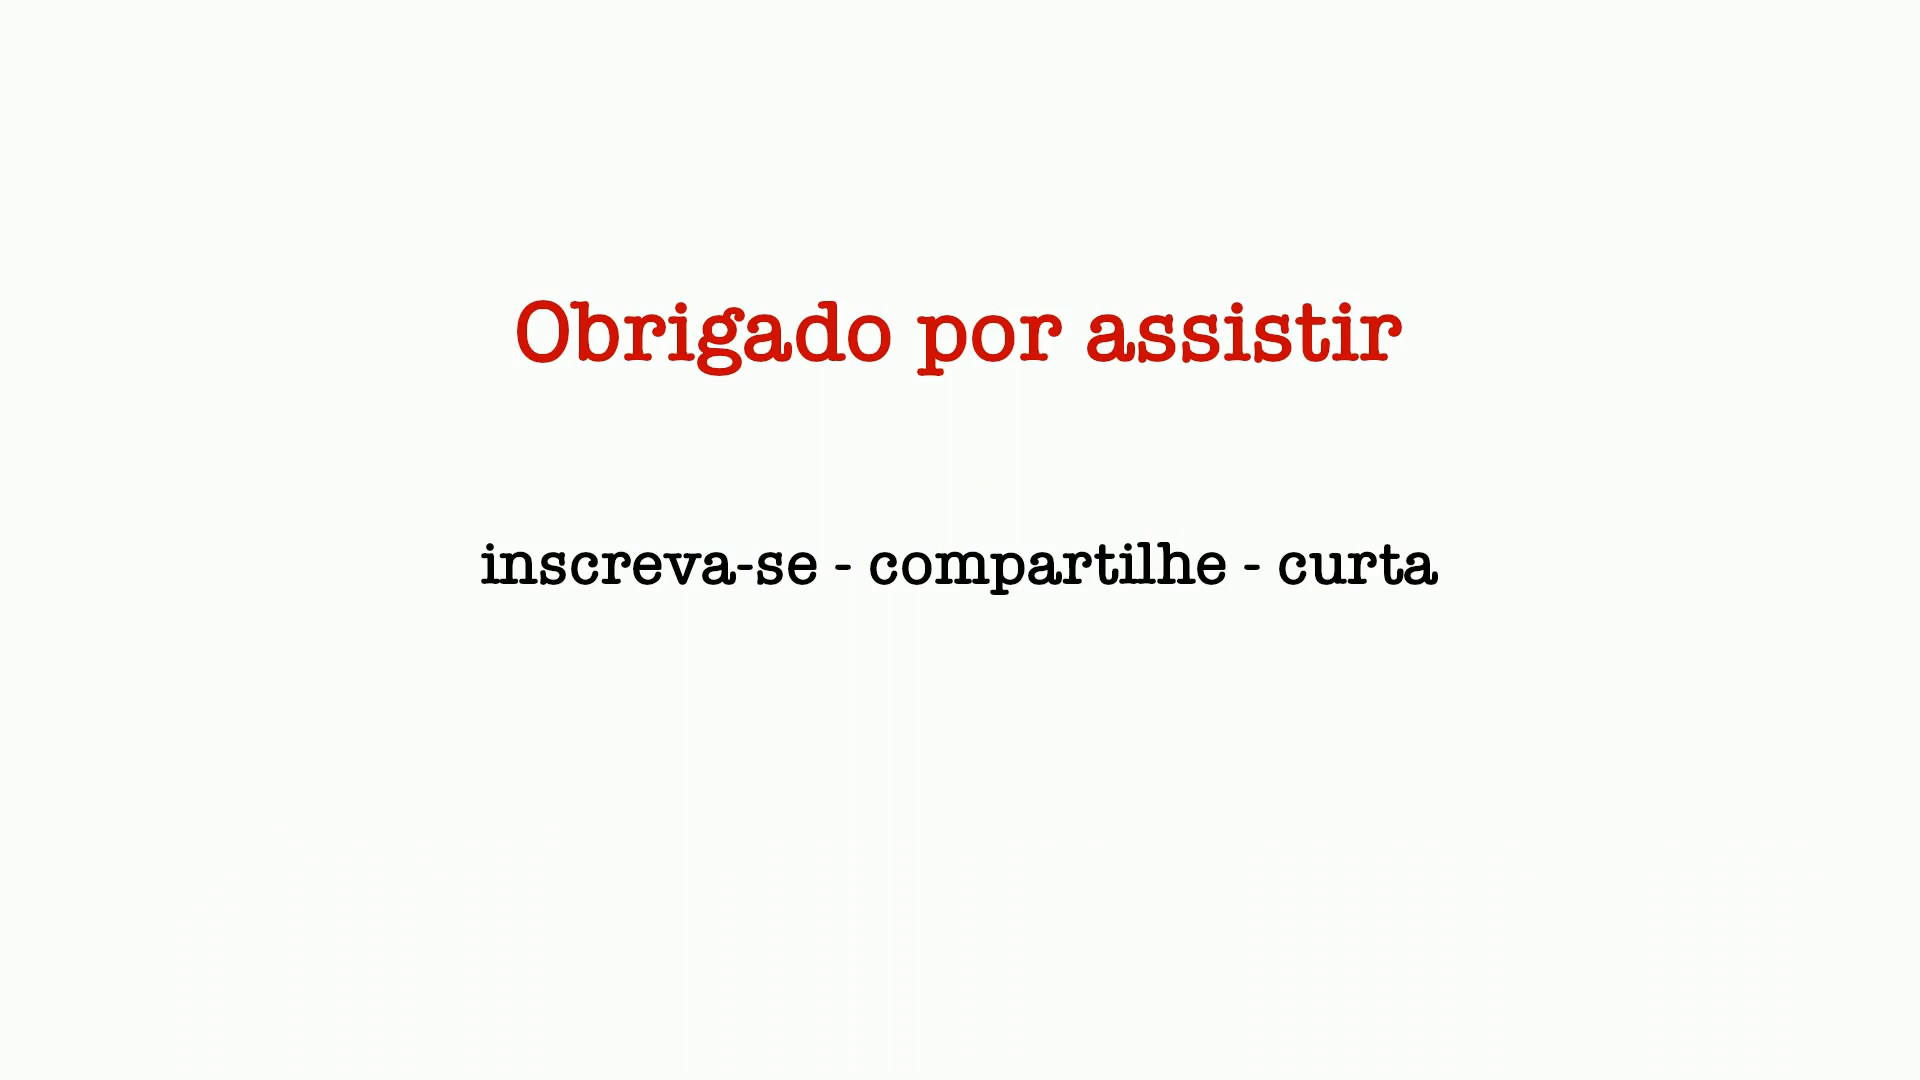 Obrigado por assistir
inscreva-se - compartilhe - curta